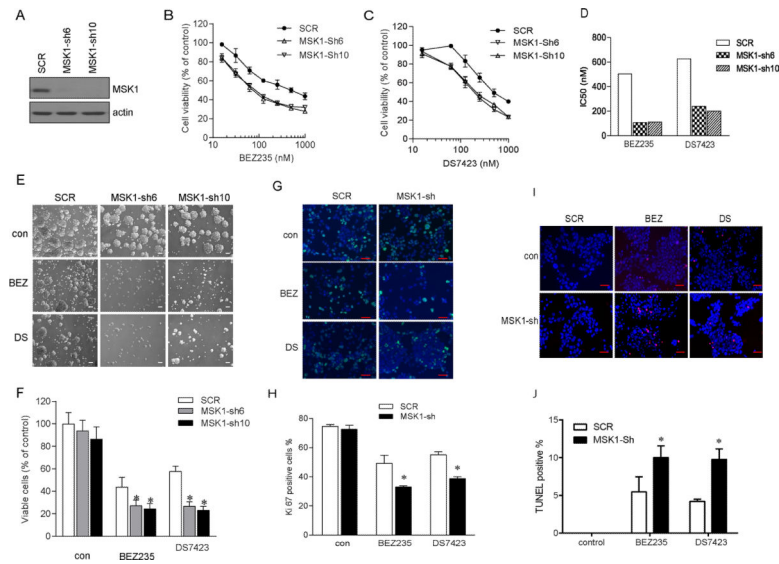 A
SCR
MSK1-sh6
MSK1-sh10
MSK1
actin
B
Cell viability (% of control)
120
100
80
60
40
20
0
SCR
MSK1-Sh6
MSK1-Sh10
10
100
1000
BEZ235 (nM)
C
Cell viability (% of control)
120
100
80
60
40
20
0
SCR
MSK1-Sh6
MSK1-Sh10
10
100
1000
DS7423 (nM)
D
IC50 (nM)
800
600
400
200
0
SCR
MSK1-sh6
MSK1-sh10
BEZ235
DS7423
E
SCR
MSK1-sh6
MSK1-sh10
con
BEZ
DS
F
Viable cells (% of control)
120
100
80
60
40
20
0
SCR
MSK1-sh6
MSK1-sh10
* * * *
con
BEZ235
DS7423
G
SCR
MSK1-sh
con
BEZ
DS
H
Ki 67 positive cells %
80
60
40
20
0
SCR
MSK1-sh
* *
con
BEZ235
DS7423
I
SCR
BEZ
DS
con
MSK1-sh
J
TUNEL positive %
15
10
5
0
SCR
MSK1-Sh
* *
control
BEZ235
DS7423